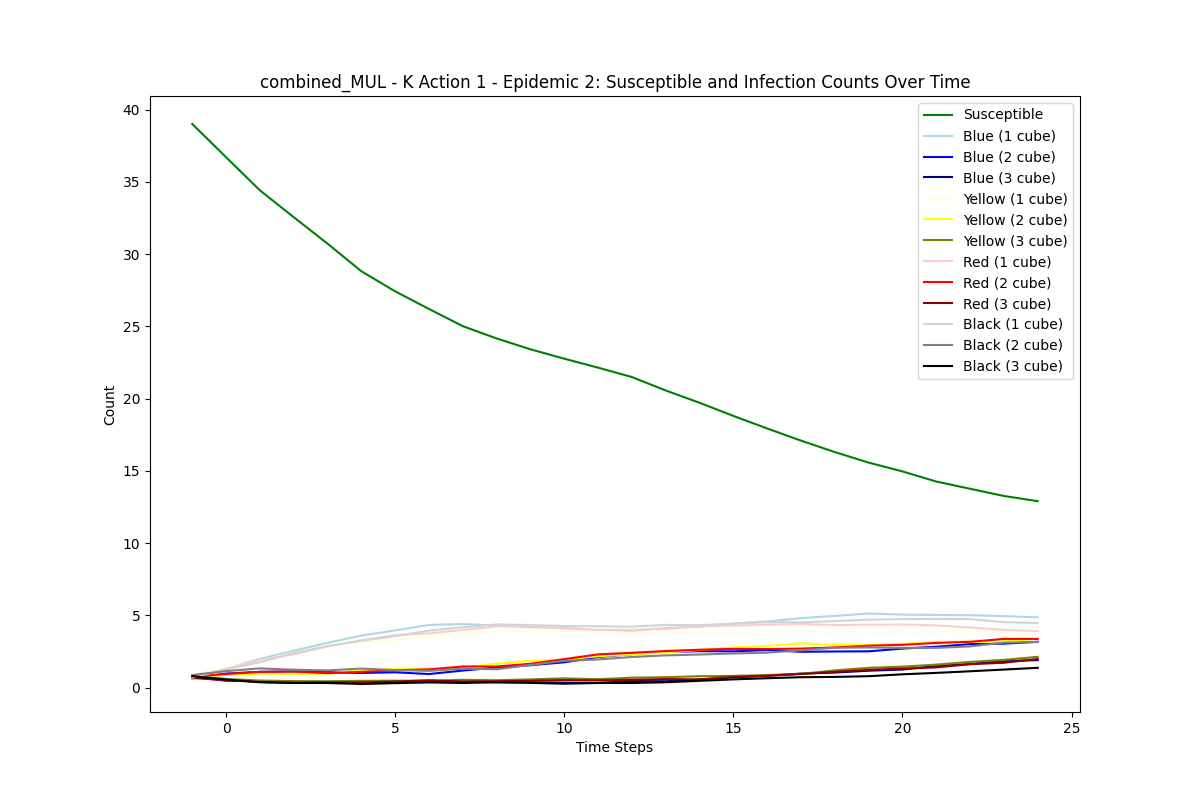 combined_MUL - K Action 1 - Epidemic 2: Susceptible and Infection Counts Over Time
40
35
30
25
20
15
10
5
0
Count
0
5
10
15
20
25
Time Steps
Susceptible
Blue (1 cube)
Blue (2 cube)
Blue (3 cube)
Yellow (1 cube)
Yellow (2 cube)
Yellow (3 cube)
Red (1 cube)
Red (2 cube)
Red (3 cube)
Black (1 cube)
Black (2 cube)
Black (3 cube)